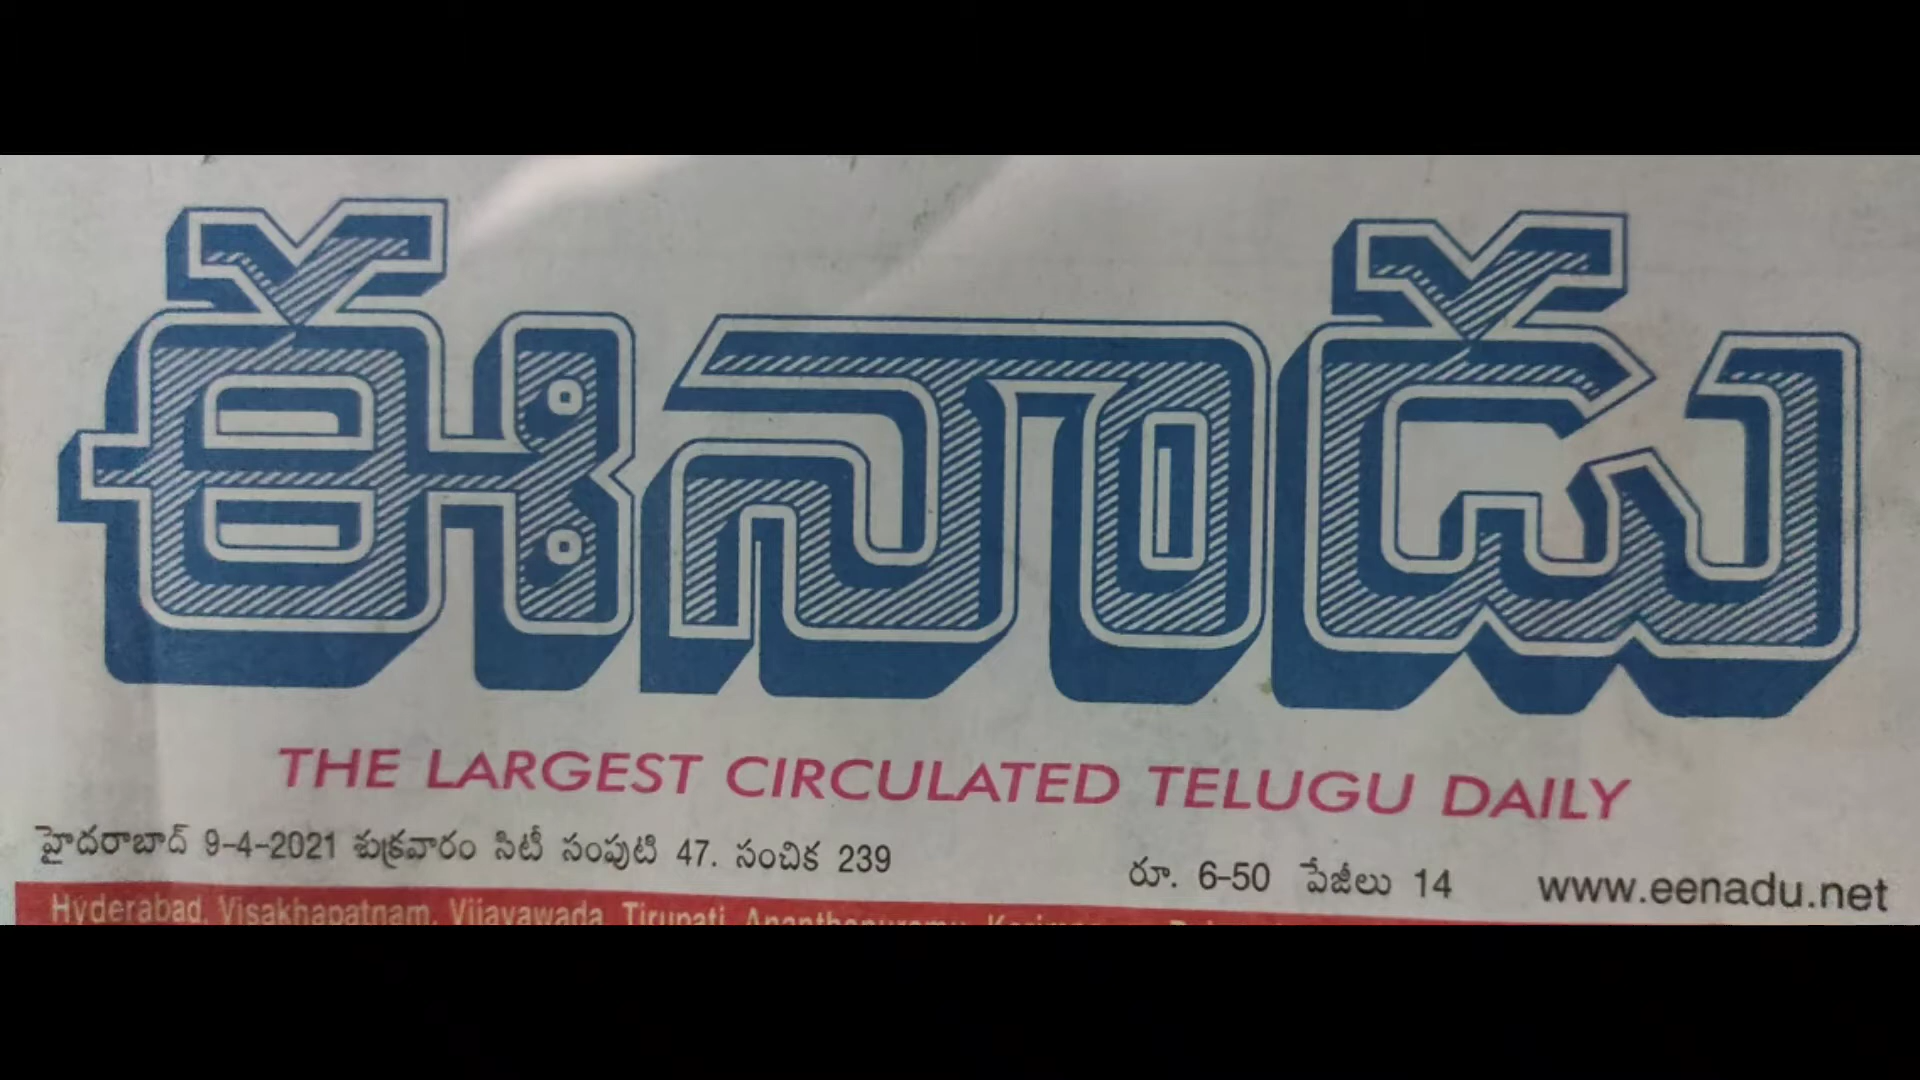 ఈనాడు
THE LARGEST CIRCULATED TELUGU DAILY
హైదరాబాద్ 9-4-2021 శుక్రవారం సిటీ సంపుటి 47. సంచిక 239 రూ. 6-50 పేజీలు 14 www.eenadu.net
Hyderabad, Visakhapatnam, Vijayawada, Tirupati,